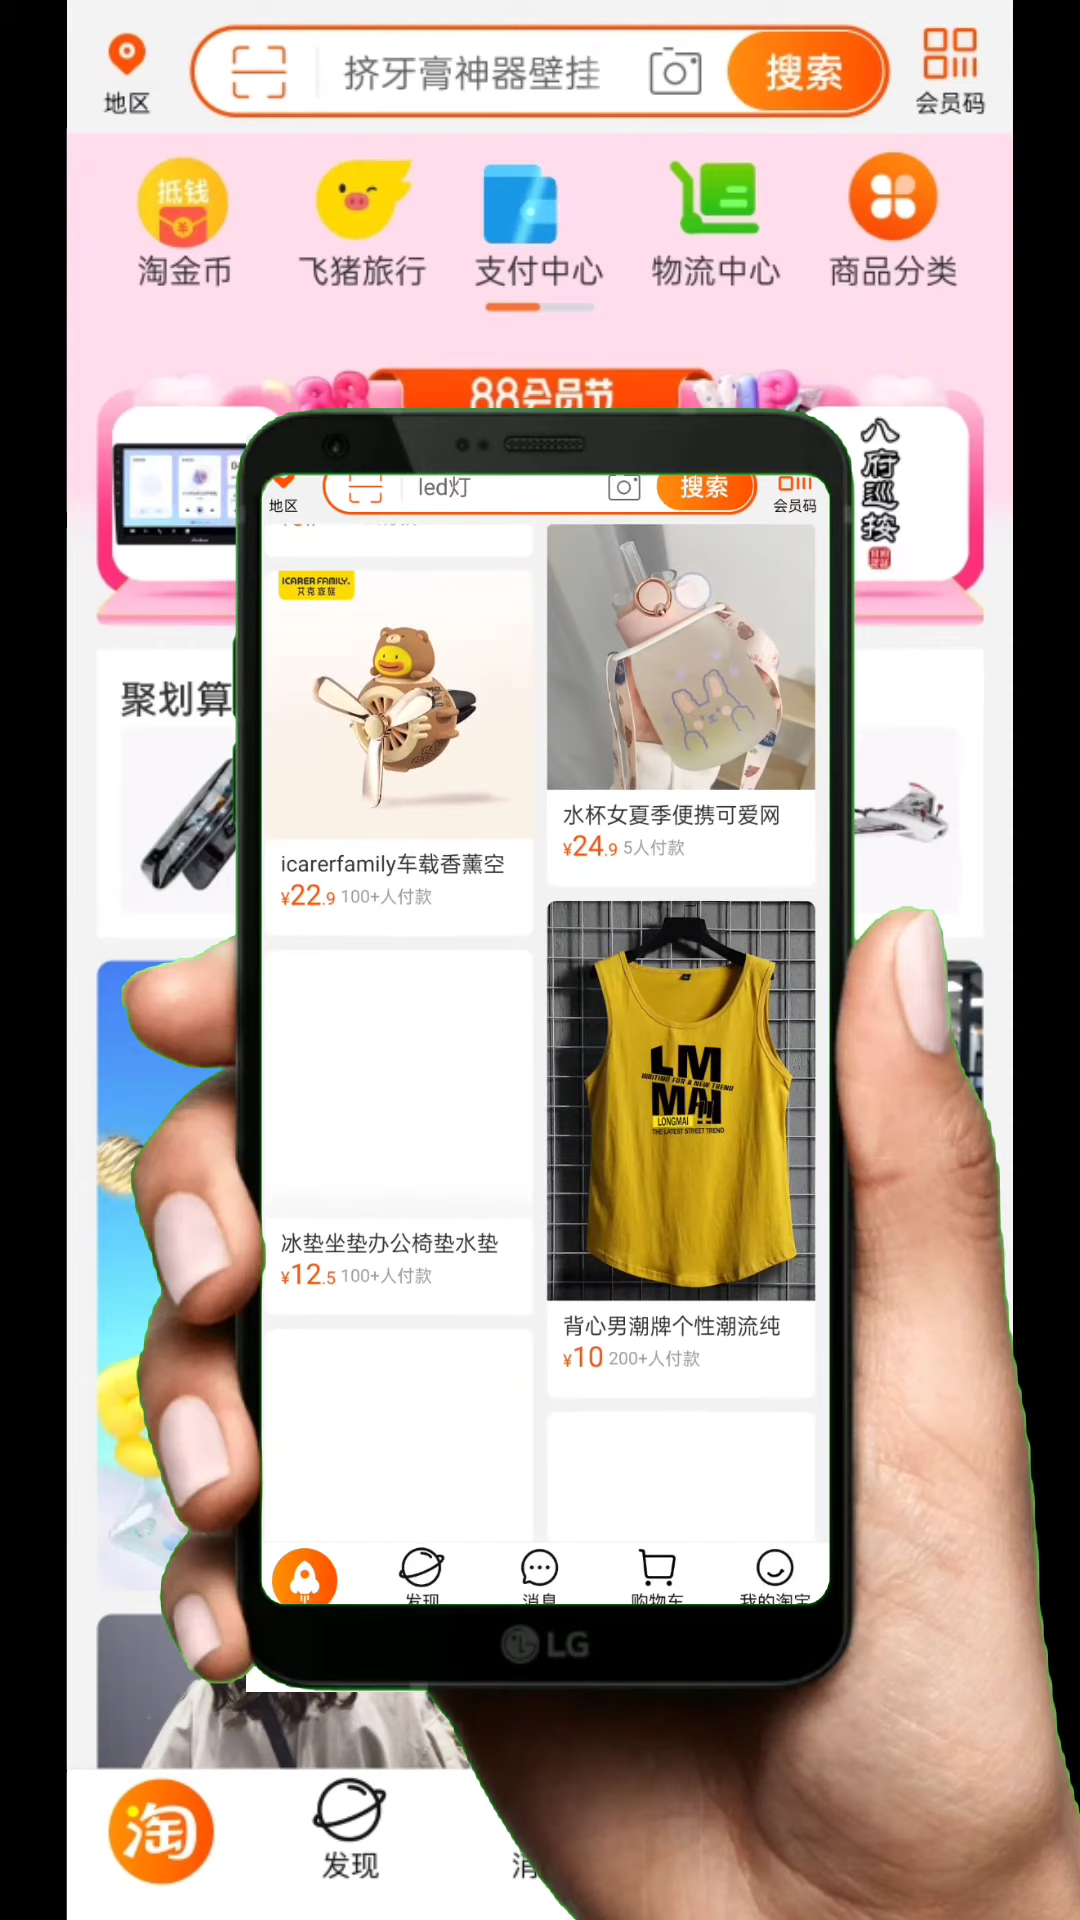 地区
挤牙膏神器壁挂
搜索
会员码
抵钱
淘金币
飞猪旅行
支付中心
物流中心
商品分类
88会员节
八府巡按
聚划算
地区
led灯
搜索
会员码
ICARER FAMILY.
艾克家族
icarerfamily车载香薰空
¥22.9 100+人付款
水杯女夏季便携可爱网
¥24.9 5人付款
LM
WAITING FOR A NEW TREND
MAI!!
LONGMAI
THE LATEST STREET TREND
冰垫坐垫办公椅垫水垫
¥12.5 100+人付款
背心男潮牌个性潮流纯
¥10 200+人付款
发现
消息
购物车
我的淘宝
LG
淘
发现